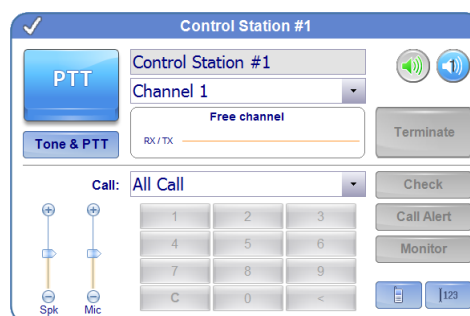 Control Station #1
PTT
Control Station #1
Channel 1
Free channel
RX / TX
Tone & PTT
Terminate
Call:
All Call
Check
1 2 3
Call Alert
4 5 6
Monitor
7 8 9
C 0 <
123
Spk Mic